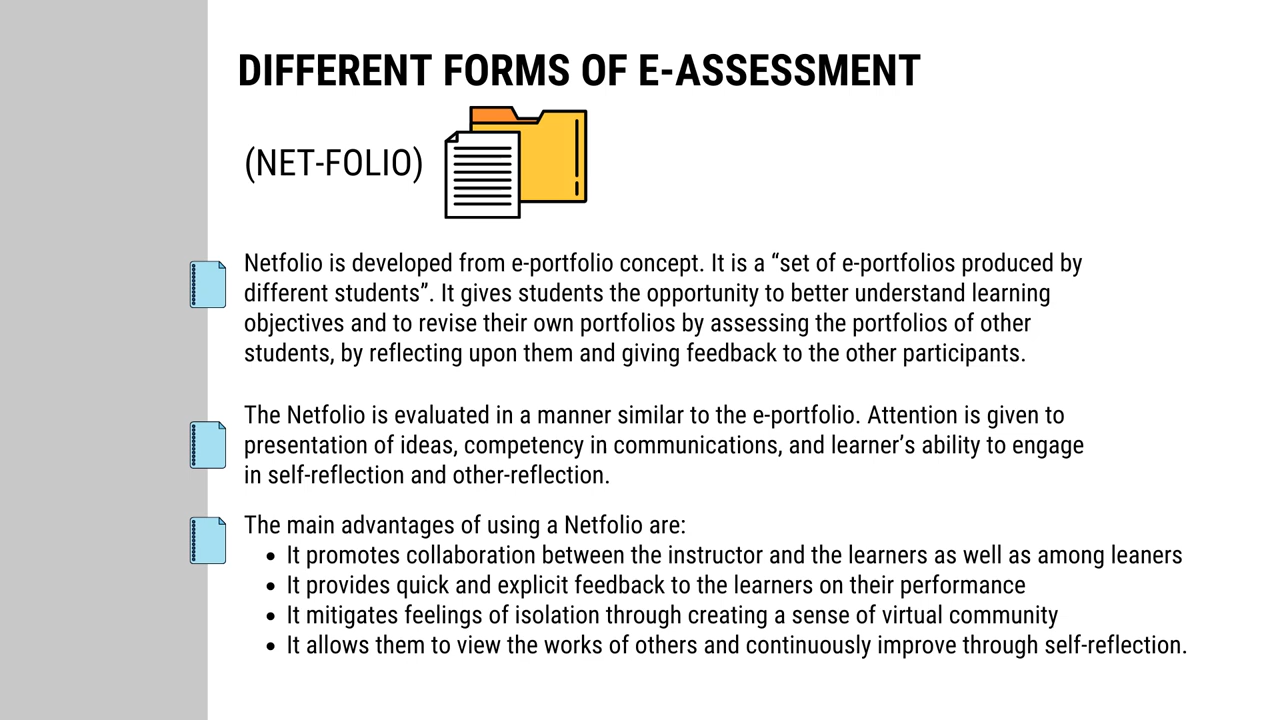 DIFFERENT FORMS OF E-ASSESSMENT
(NET-FOLIO)
Netfolio is developed from e-portfolio concept. It is a “set of e-portfolios produced by
different students”. It gives students the opportunity to better understand learning
objectives and to revise their own portfolios by assessing the portfolios of other
students, by reflecting upon them and giving feedback to the other participants.
The Netfolio is evaluated in a manner similar to the e-portfolio. Attention is given to
presentation of ideas, competency in communications, and learner’s ability to engage
in self-reflection and other-reflection.
The main advantages of using a Netfolio are:
• It promotes collaboration between the instructor and the learners as well as among leaners
• It provides quick and explicit feedback to the learners on their performance
• It mitigates feelings of isolation through creating a sense of virtual community
• It allows them to view the works of others and continuously improve through self-reflection.